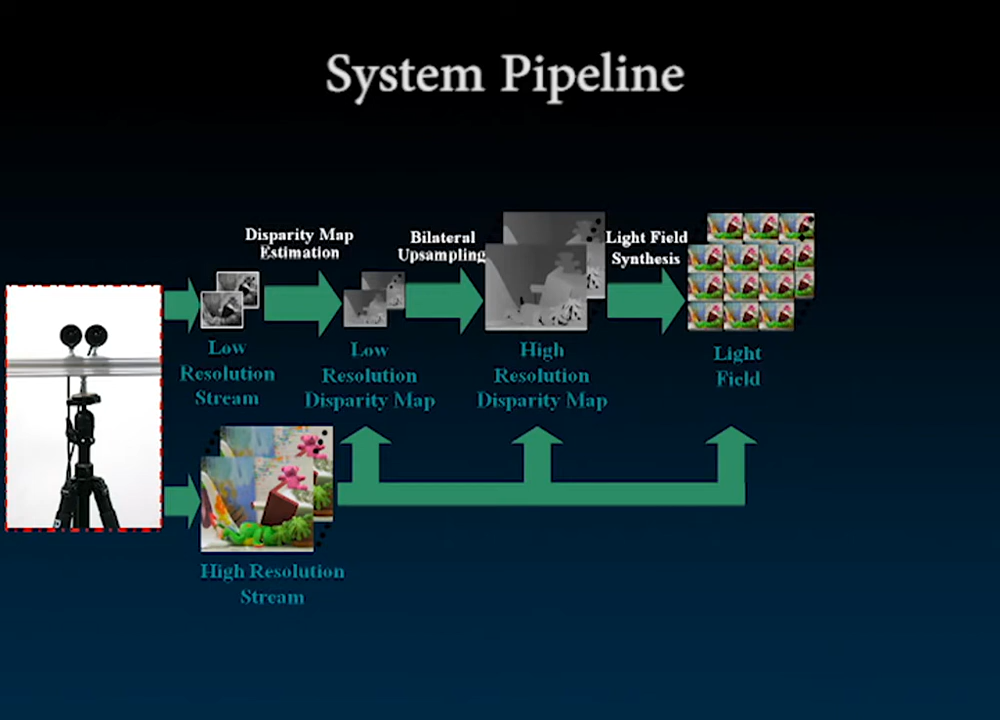 System Pipeline
Disparity Map
Estimation
Bilateral
Upsampling
Light Field
Synthesis
Low
Resolution
Stream
Low
Resolution
Disparity Map
High
Resolution
Disparity Map
Light
Field
High Resolution
Stream